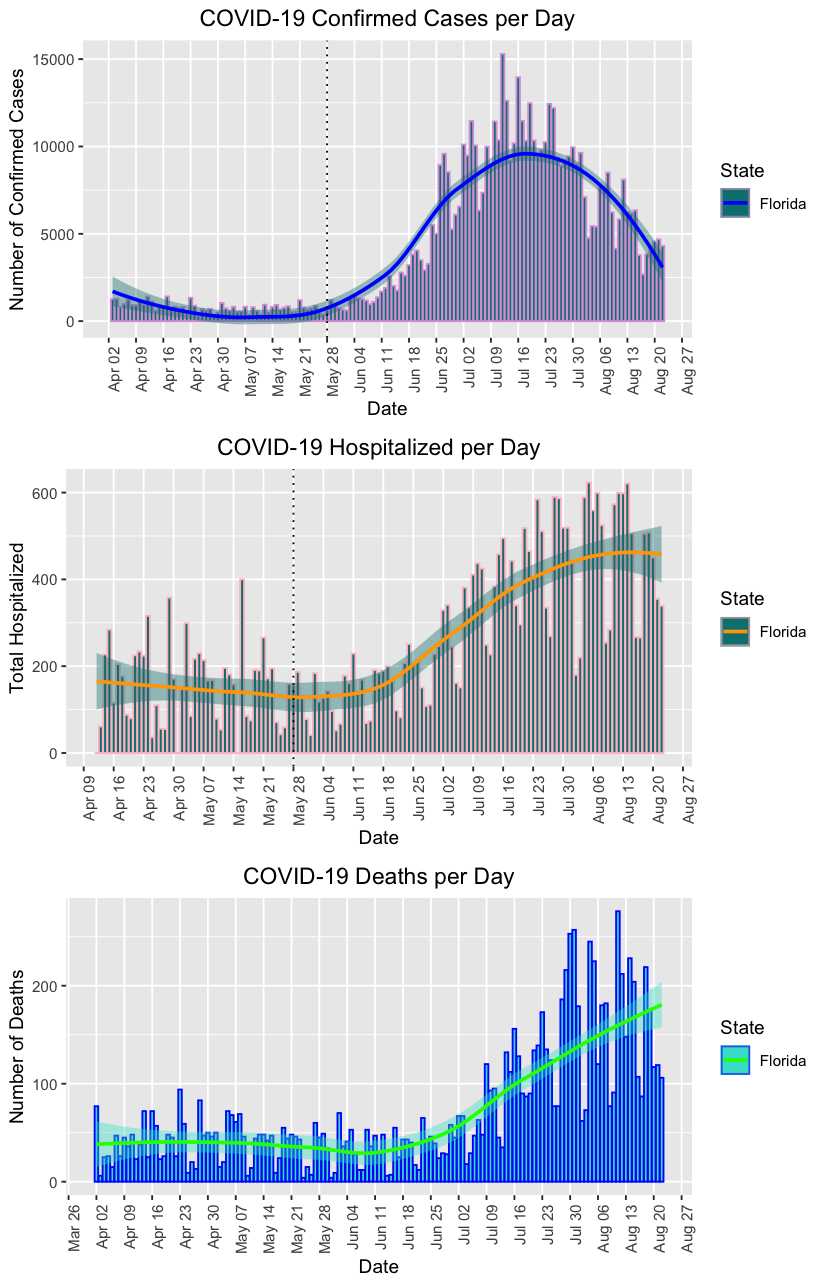 COVID-19 Confirmed Cases per Day
Number of Confirmed Cases
15000
10000
5000
0
Apr 02
Apr 09
Apr 16
Apr 23
Apr 30
May 07
May 14
May 21
May 28
Jun 04
Jun 11
Jun 18
Jun 25
Jul 02
Jul 09
Jul 16
Jul 23
Jul 30
Aug 06
Aug 13
Aug 20
Aug 27
Date
State
Florida
COVID-19 Hospitalized per Day
Total Hospitalized
600
400
200
0
Apr 09
Apr 16
Apr 23
Apr 30
May 07
May 14
May 21
May 28
Jun 04
Jun 11
Jun 18
Jun 25
Jul 02
Jul 09
Jul 16
Jul 23
Jul 30
Aug 06
Aug 13
Aug 20
Aug 27
Date
State
Florida
COVID-19 Deaths per Day
Number of Deaths
200
100
0
Mar 26
Apr 02
Apr 09
Apr 16
Apr 23
Apr 30
May 07
May 14
May 21
May 28
Jun 04
Jun 11
Jun 18
Jun 25
Jul 02
Jul 09
Jul 16
Jul 23
Jul 30
Aug 06
Aug 13
Aug 20
Aug 27
Date
State
Florida